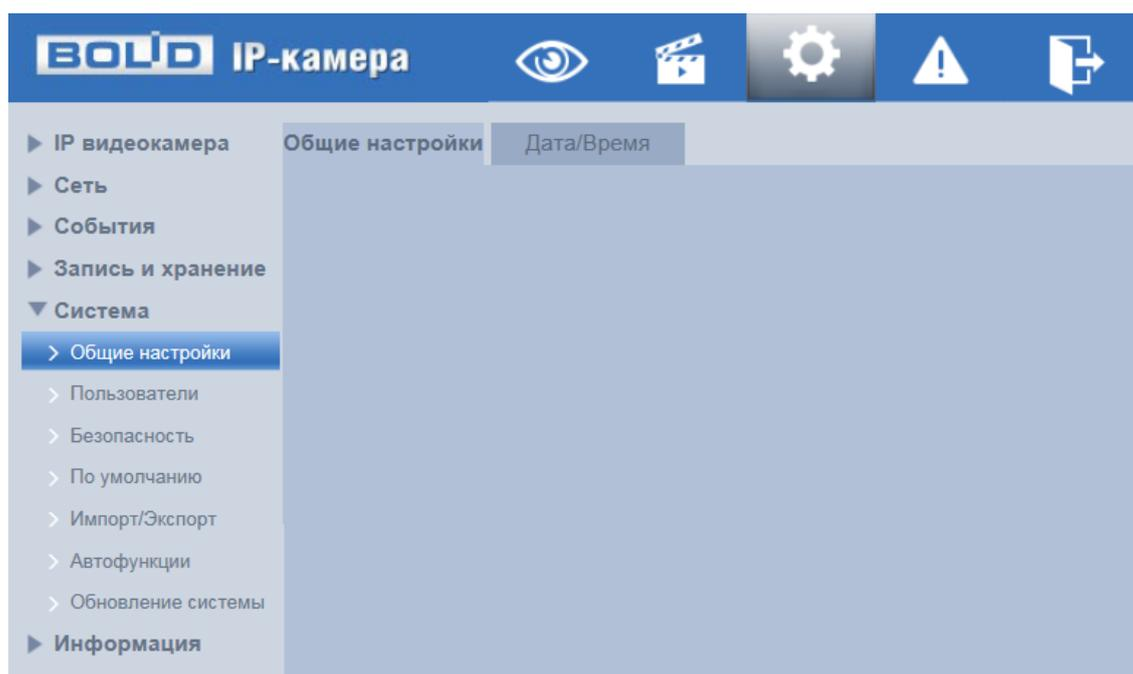 BOLID IP-камера
IP видеокамера
Сеть
События
Запись и хранение
Система
Общие настройки
Пользователи
Безопасность
По умолчанию
Импорт/Экспорт
Автофункции
Обновление системы
Информация
Общие настройки Дата/Время